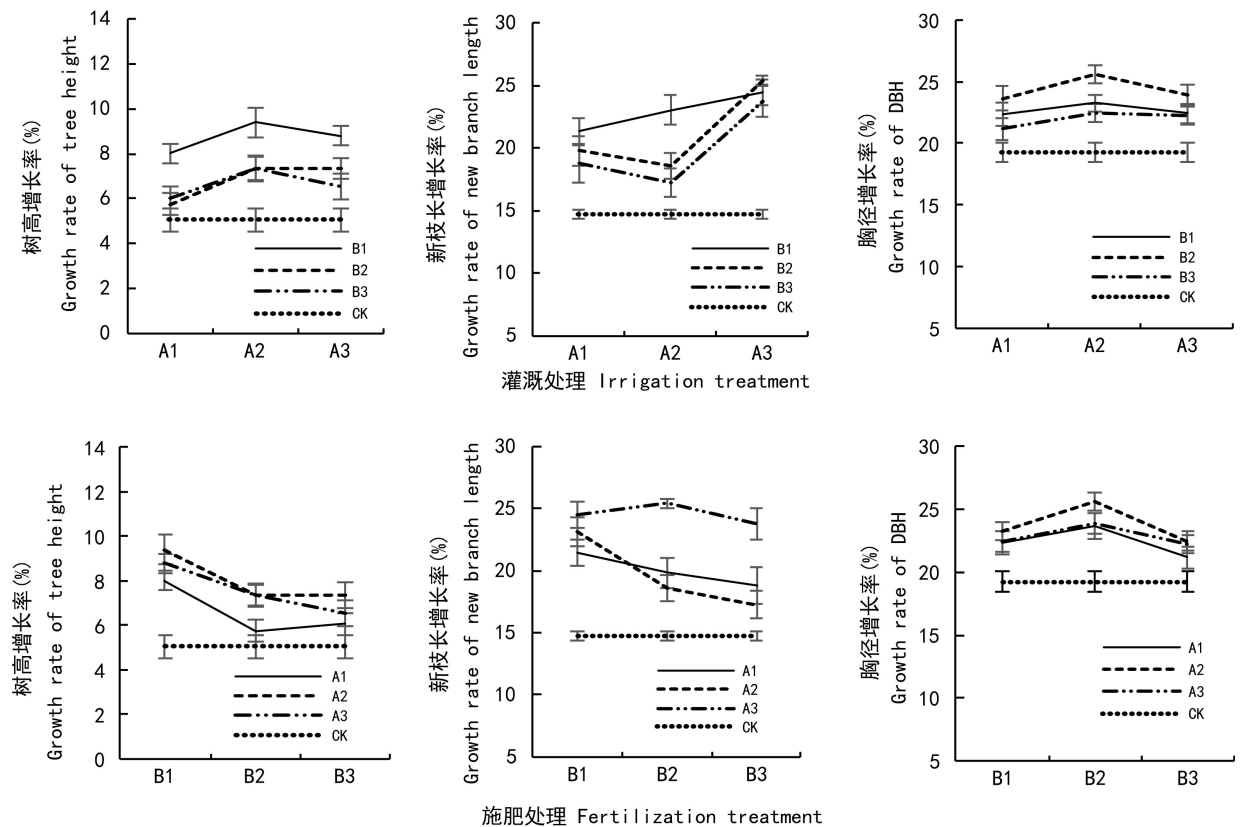 树高增长率(%)
Growth rate of tree height
14
12
10
8
6
4
2
0
A1 A2 A3
B1
B2
B3
CK
新枝长增长率(%)
Growth rate of new branch length
30
25
20
15
10
5
A1 A2 A3
B1
B2
B3
CK
胸径增长率(%)
Growth rate of DBH
30
25
20
15
10
5
A1 A2 A3
B1
B2
B3
CK
灌溉处理 Irrigation treatment
树高增长率(%)
Growth rate of tree height
14
12
10
8
6
4
2
0
B1 B2 B3
A1
A2
A3
CK
新枝长增长率(%)
Growth rate of new branch length
30
25
20
15
10
5
B1 B2 B3
A1
A2
A3
CK
胸径增长率(%)
Growth rate of DBH
30
25
20
15
10
5
B1 B2 B3
A1
A2
A3
CK
施肥处理 Fertilization treatment